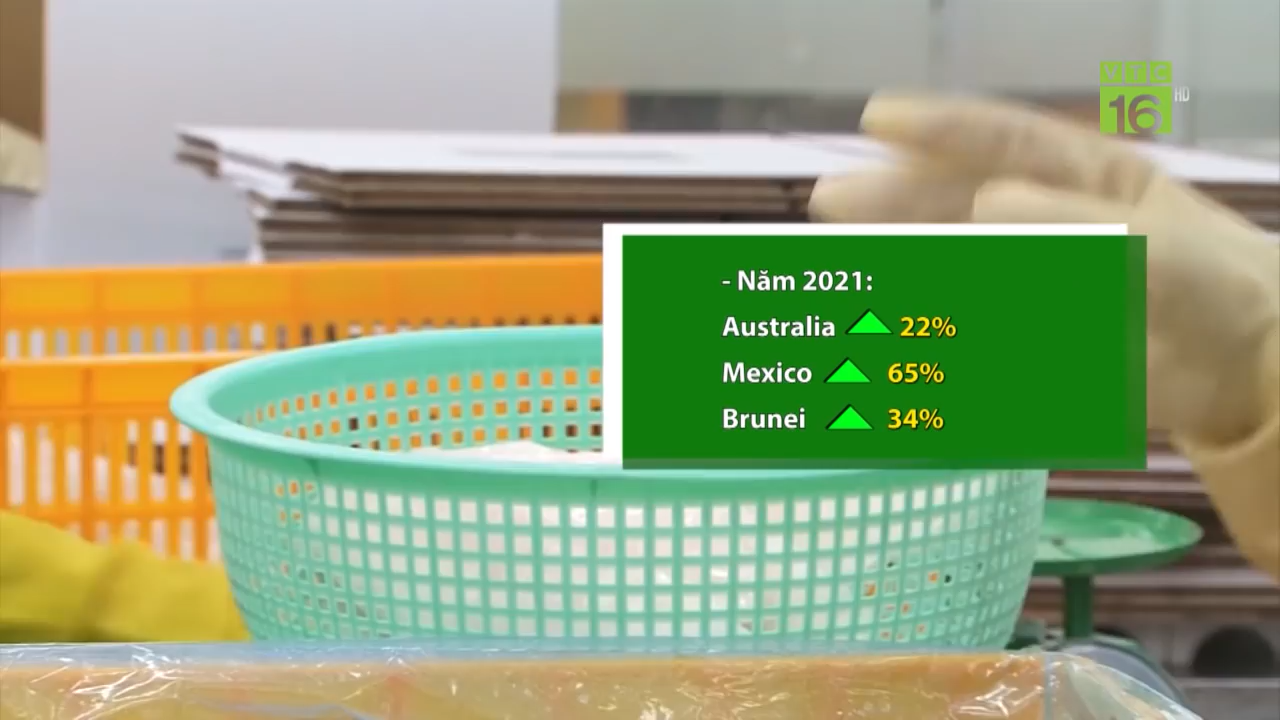 VTC
16 HD
- Năm 2021:
Australia 22%
Mexico 65%
Brunei 34%